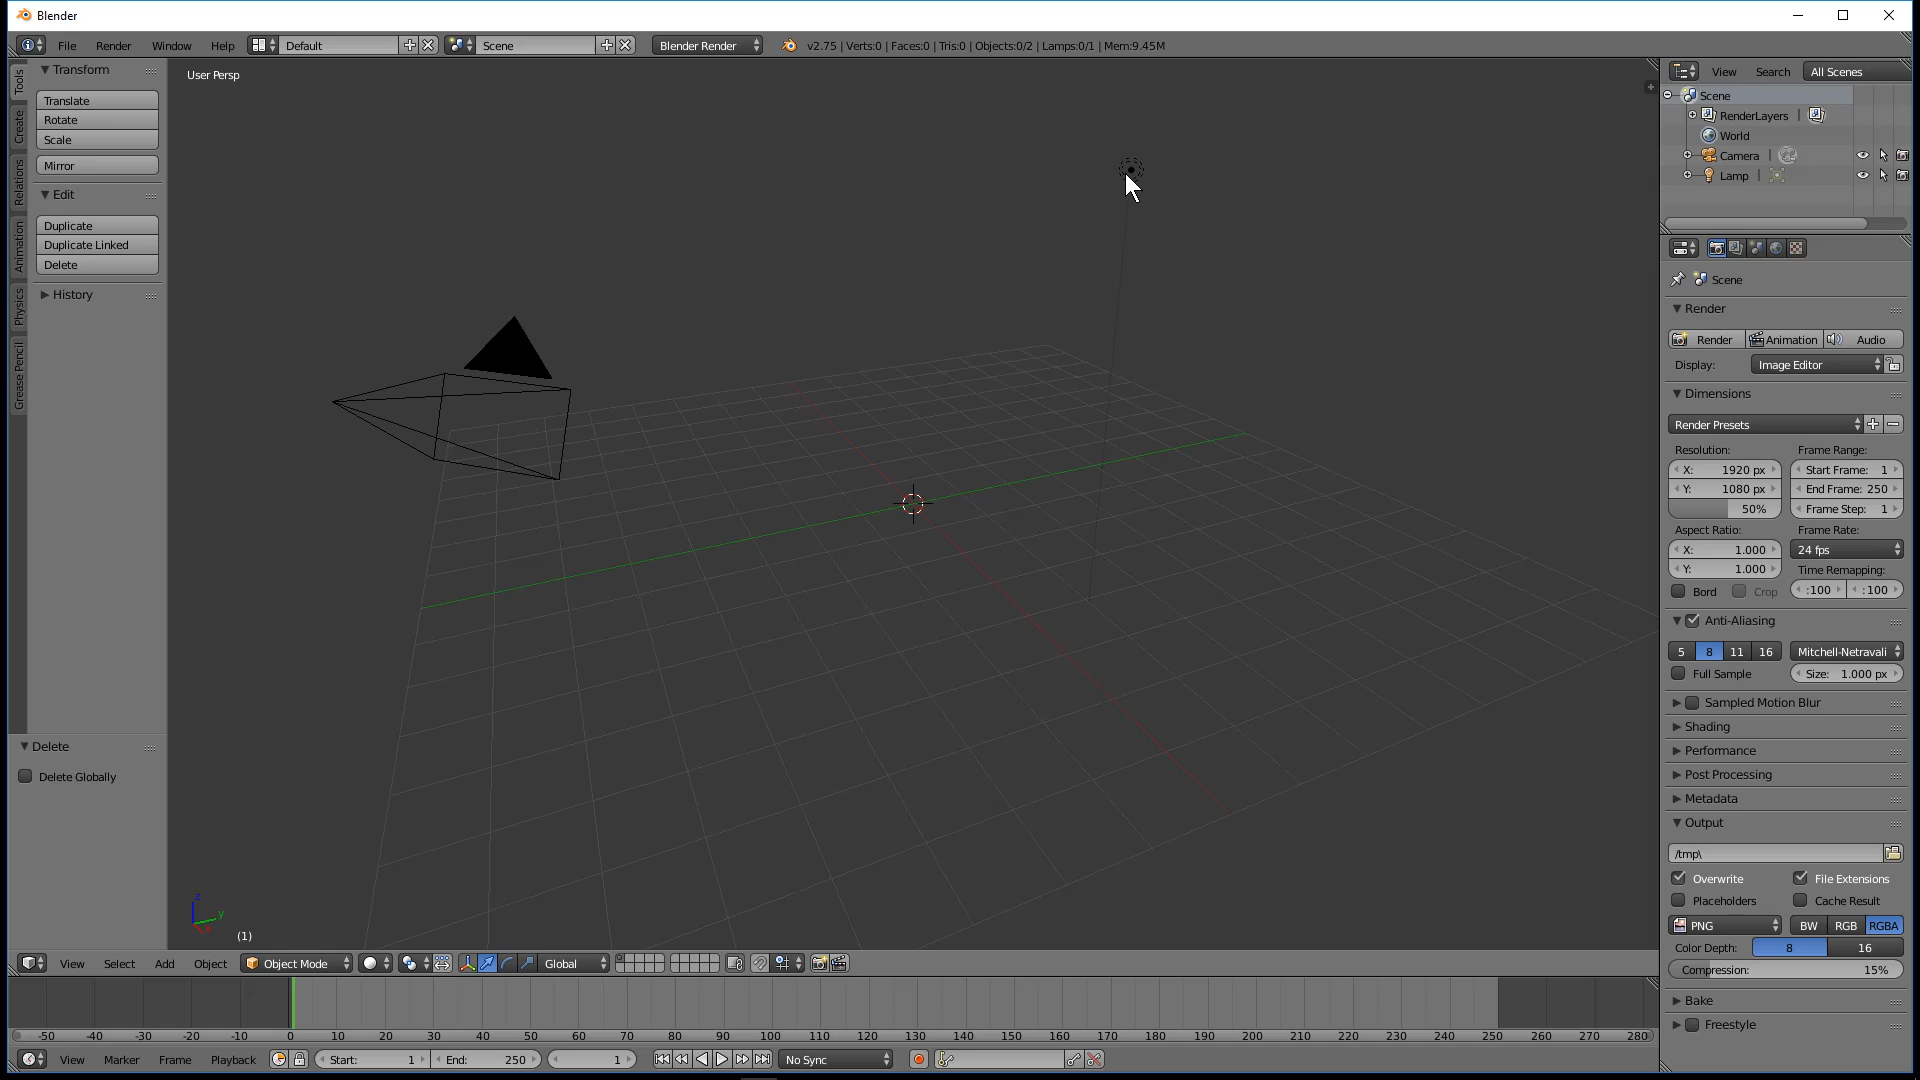 Blender
File Render Window Help Default Scene Blender Render v2.75 | Verts:0 | Faces:0 | Tris:0 | Objects:0/2 | Lamps:0/1 | Mem:9.45M
Tools
Create
Relations
Animation
Physics
Grease Pencil
Transform
Translate
Rotate
Scale
Mirror
Edit
Duplicate
Duplicate Linked
Delete
History
Delete
Delete Globally
User Persp
z
y
x
(1)
View Select Add Object Object Mode Global
-50 -40 -30 -20 -10 0 10 20 30 40 50 60 70 80 90 100 110 120 130 140 150 160 170 180 190 200 210 220 230 240 250 260 270 280
View Marker Frame Playback Start: 1 End: 250 1 No Sync
View Search All Scenes
Scene
RenderLayers |
World
Camera |
Lamp |
Scene
Render
Render Animation Audio
Display: Image Editor
Dimensions
Render Presets
Resolution: Frame Range:
X: 1920 px Start Frame: 1
Y: 1080 px End Frame: 250
50% Frame Step: 1
Aspect Ratio: Frame Rate:
X: 1.000 24 fps
Y: 1.000 Time Remapping:
Bord Crop :100 :100
Anti-Aliasing
5 8 11 16 Mitchell-Netravali
Full Sample Size: 1.000 px
Sampled Motion Blur
Shading
Performance
Post Processing
Metadata
Output
/tmp\
Overwrite File Extensions
Placeholders Cache Result
PNG BW RGB RGBA
Color Depth: 8 16
Compression: 15%
Bake
Freestyle